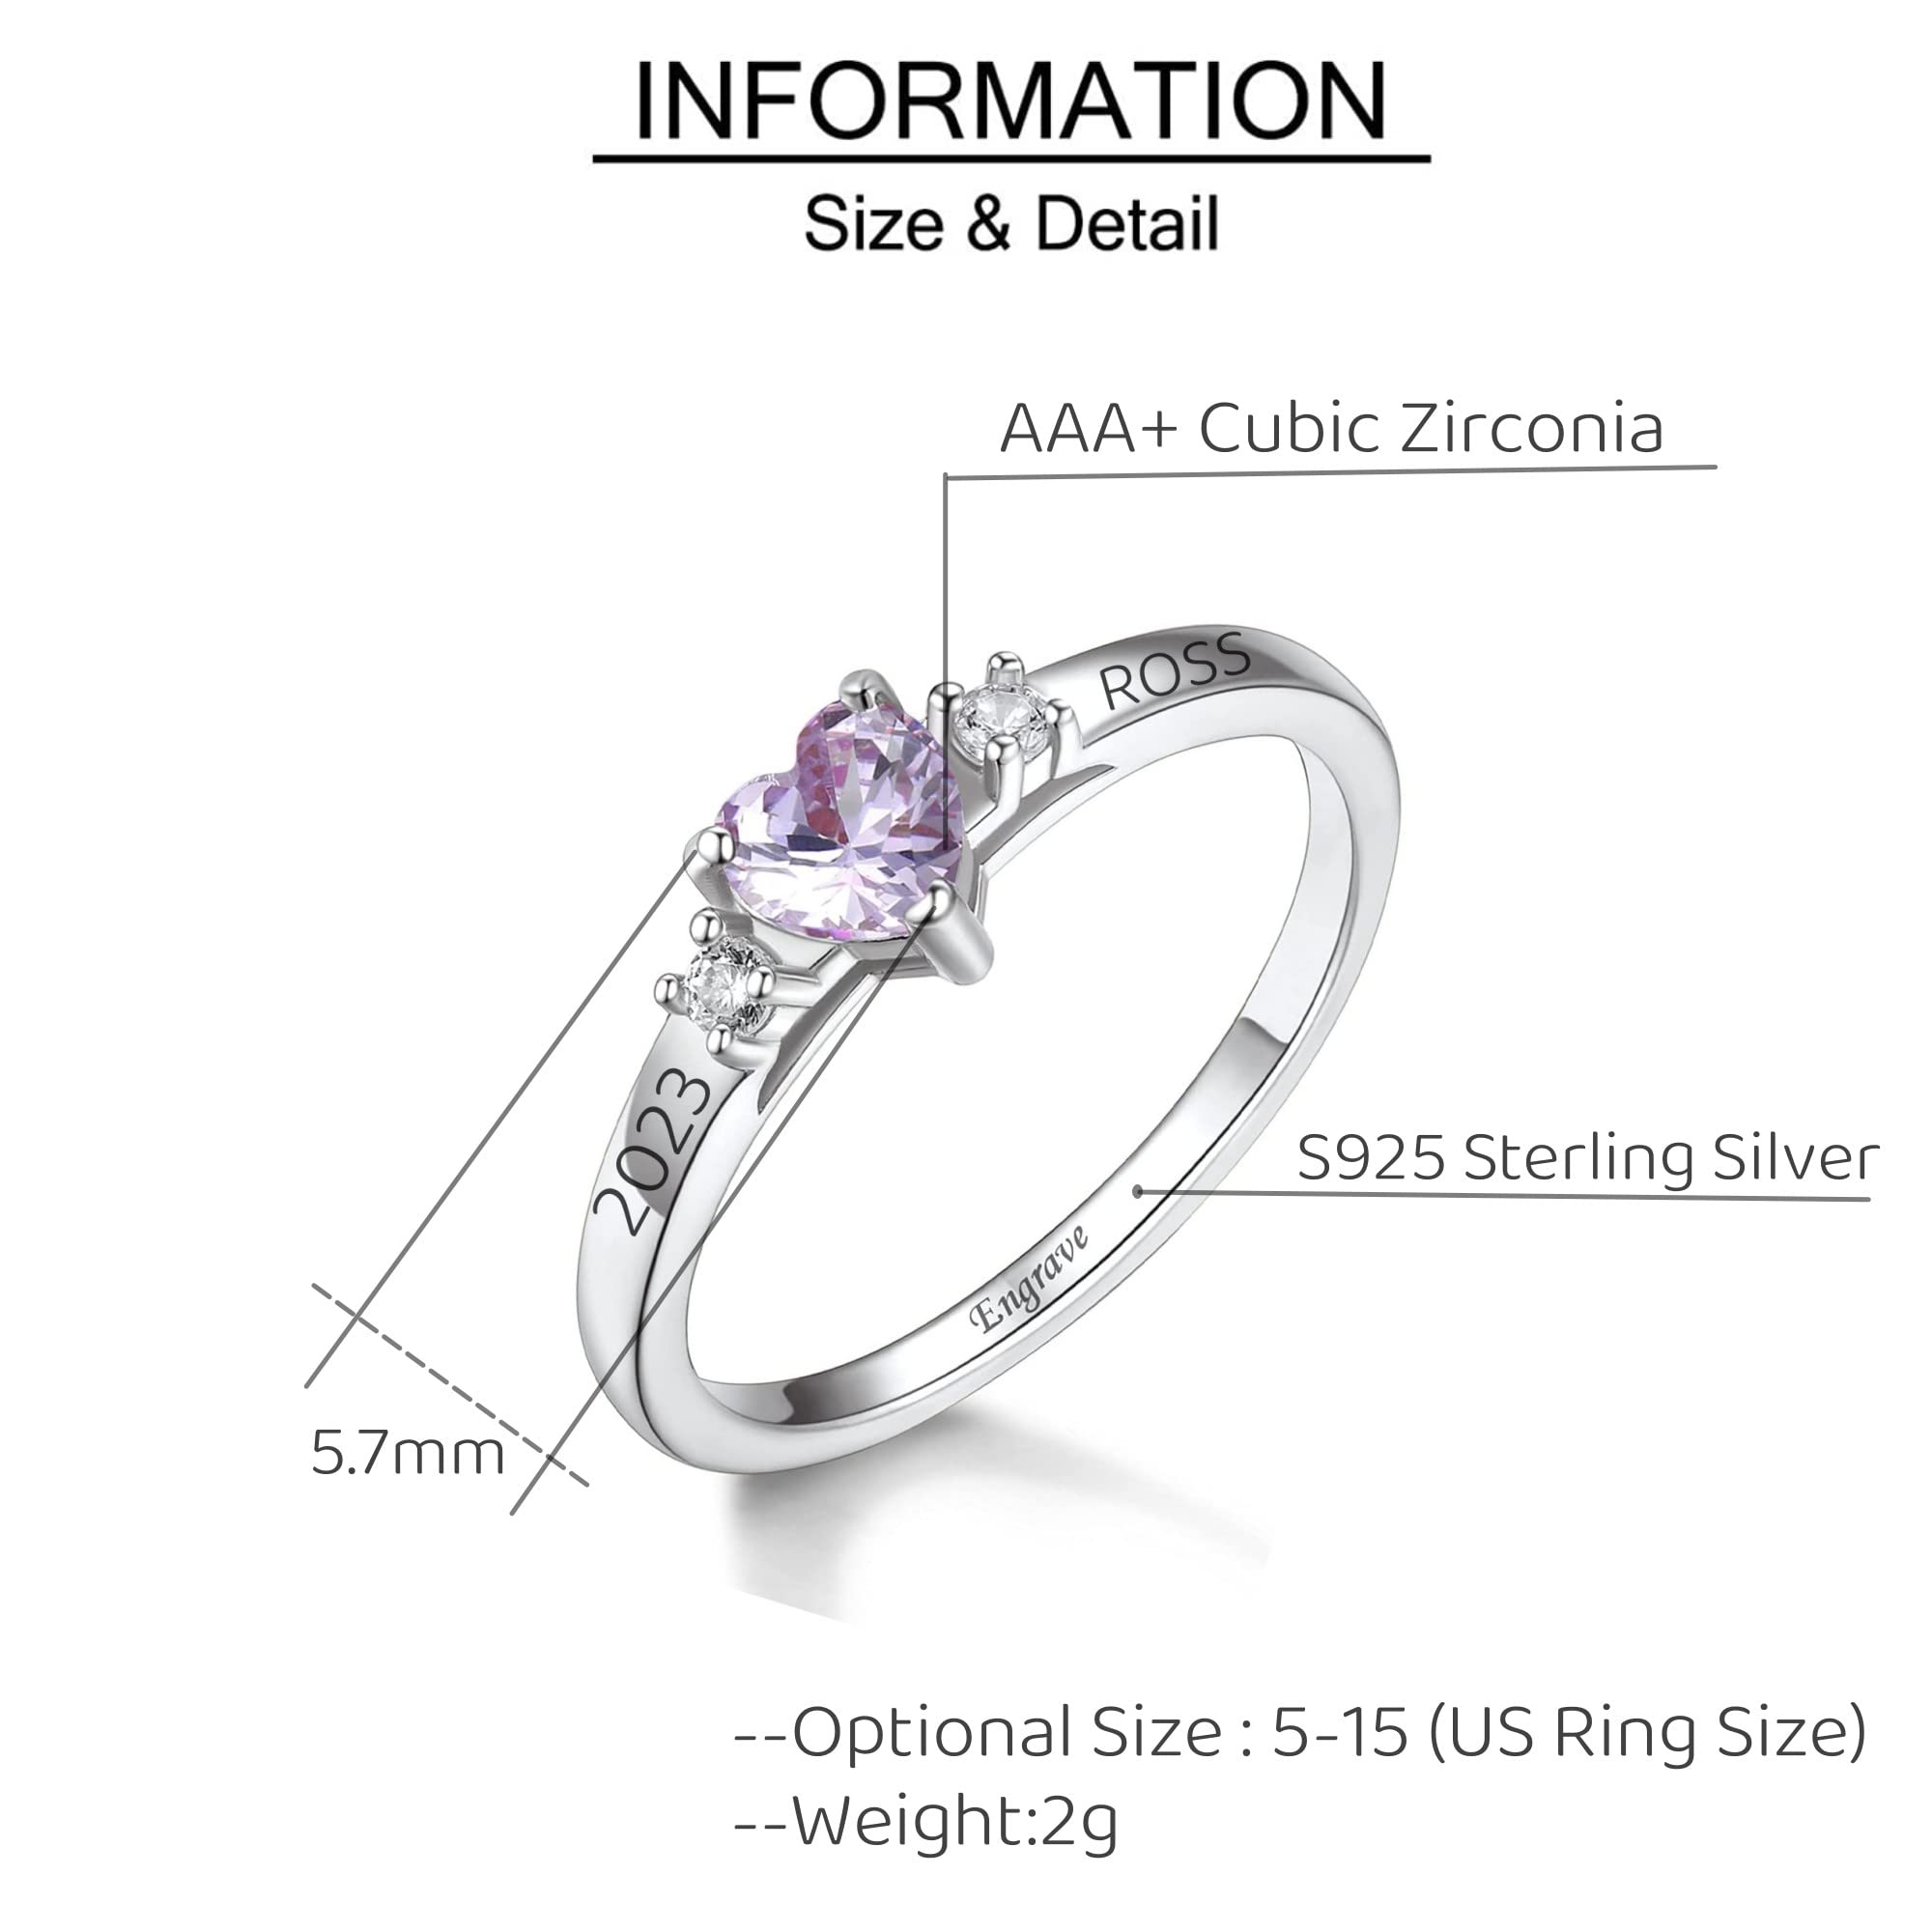 INFORMATION
Size & Detail
AAA+ Cubic Zirconia
ROSS
2023
S925 Sterling Silver
Engrave
5.7mm
--Optional Size : 5-15 (US Ring Size)
--Weight:2g